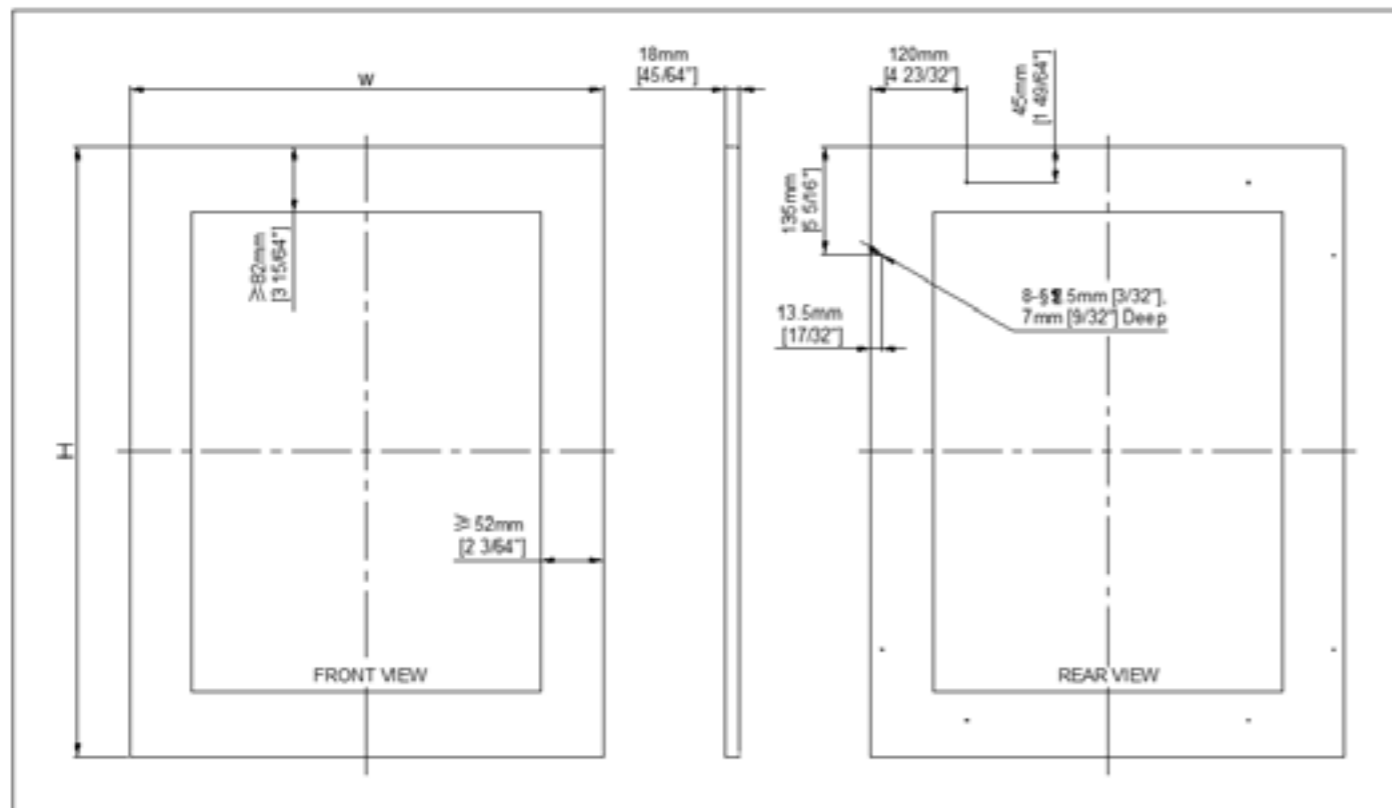 W
18mm
[45/64"]
120mm
[4 23/32"]
45mm
[1 49/64"]
H
≥82mm
[3 15/64"]
135mm
[5 5/16"]
13.5mm
[17/32"]
.5mm [3/32"],
7mm [9/32"] Deep
≥ 52mm
[2 3/64"]
FRONT VIEW
REAR VIEW